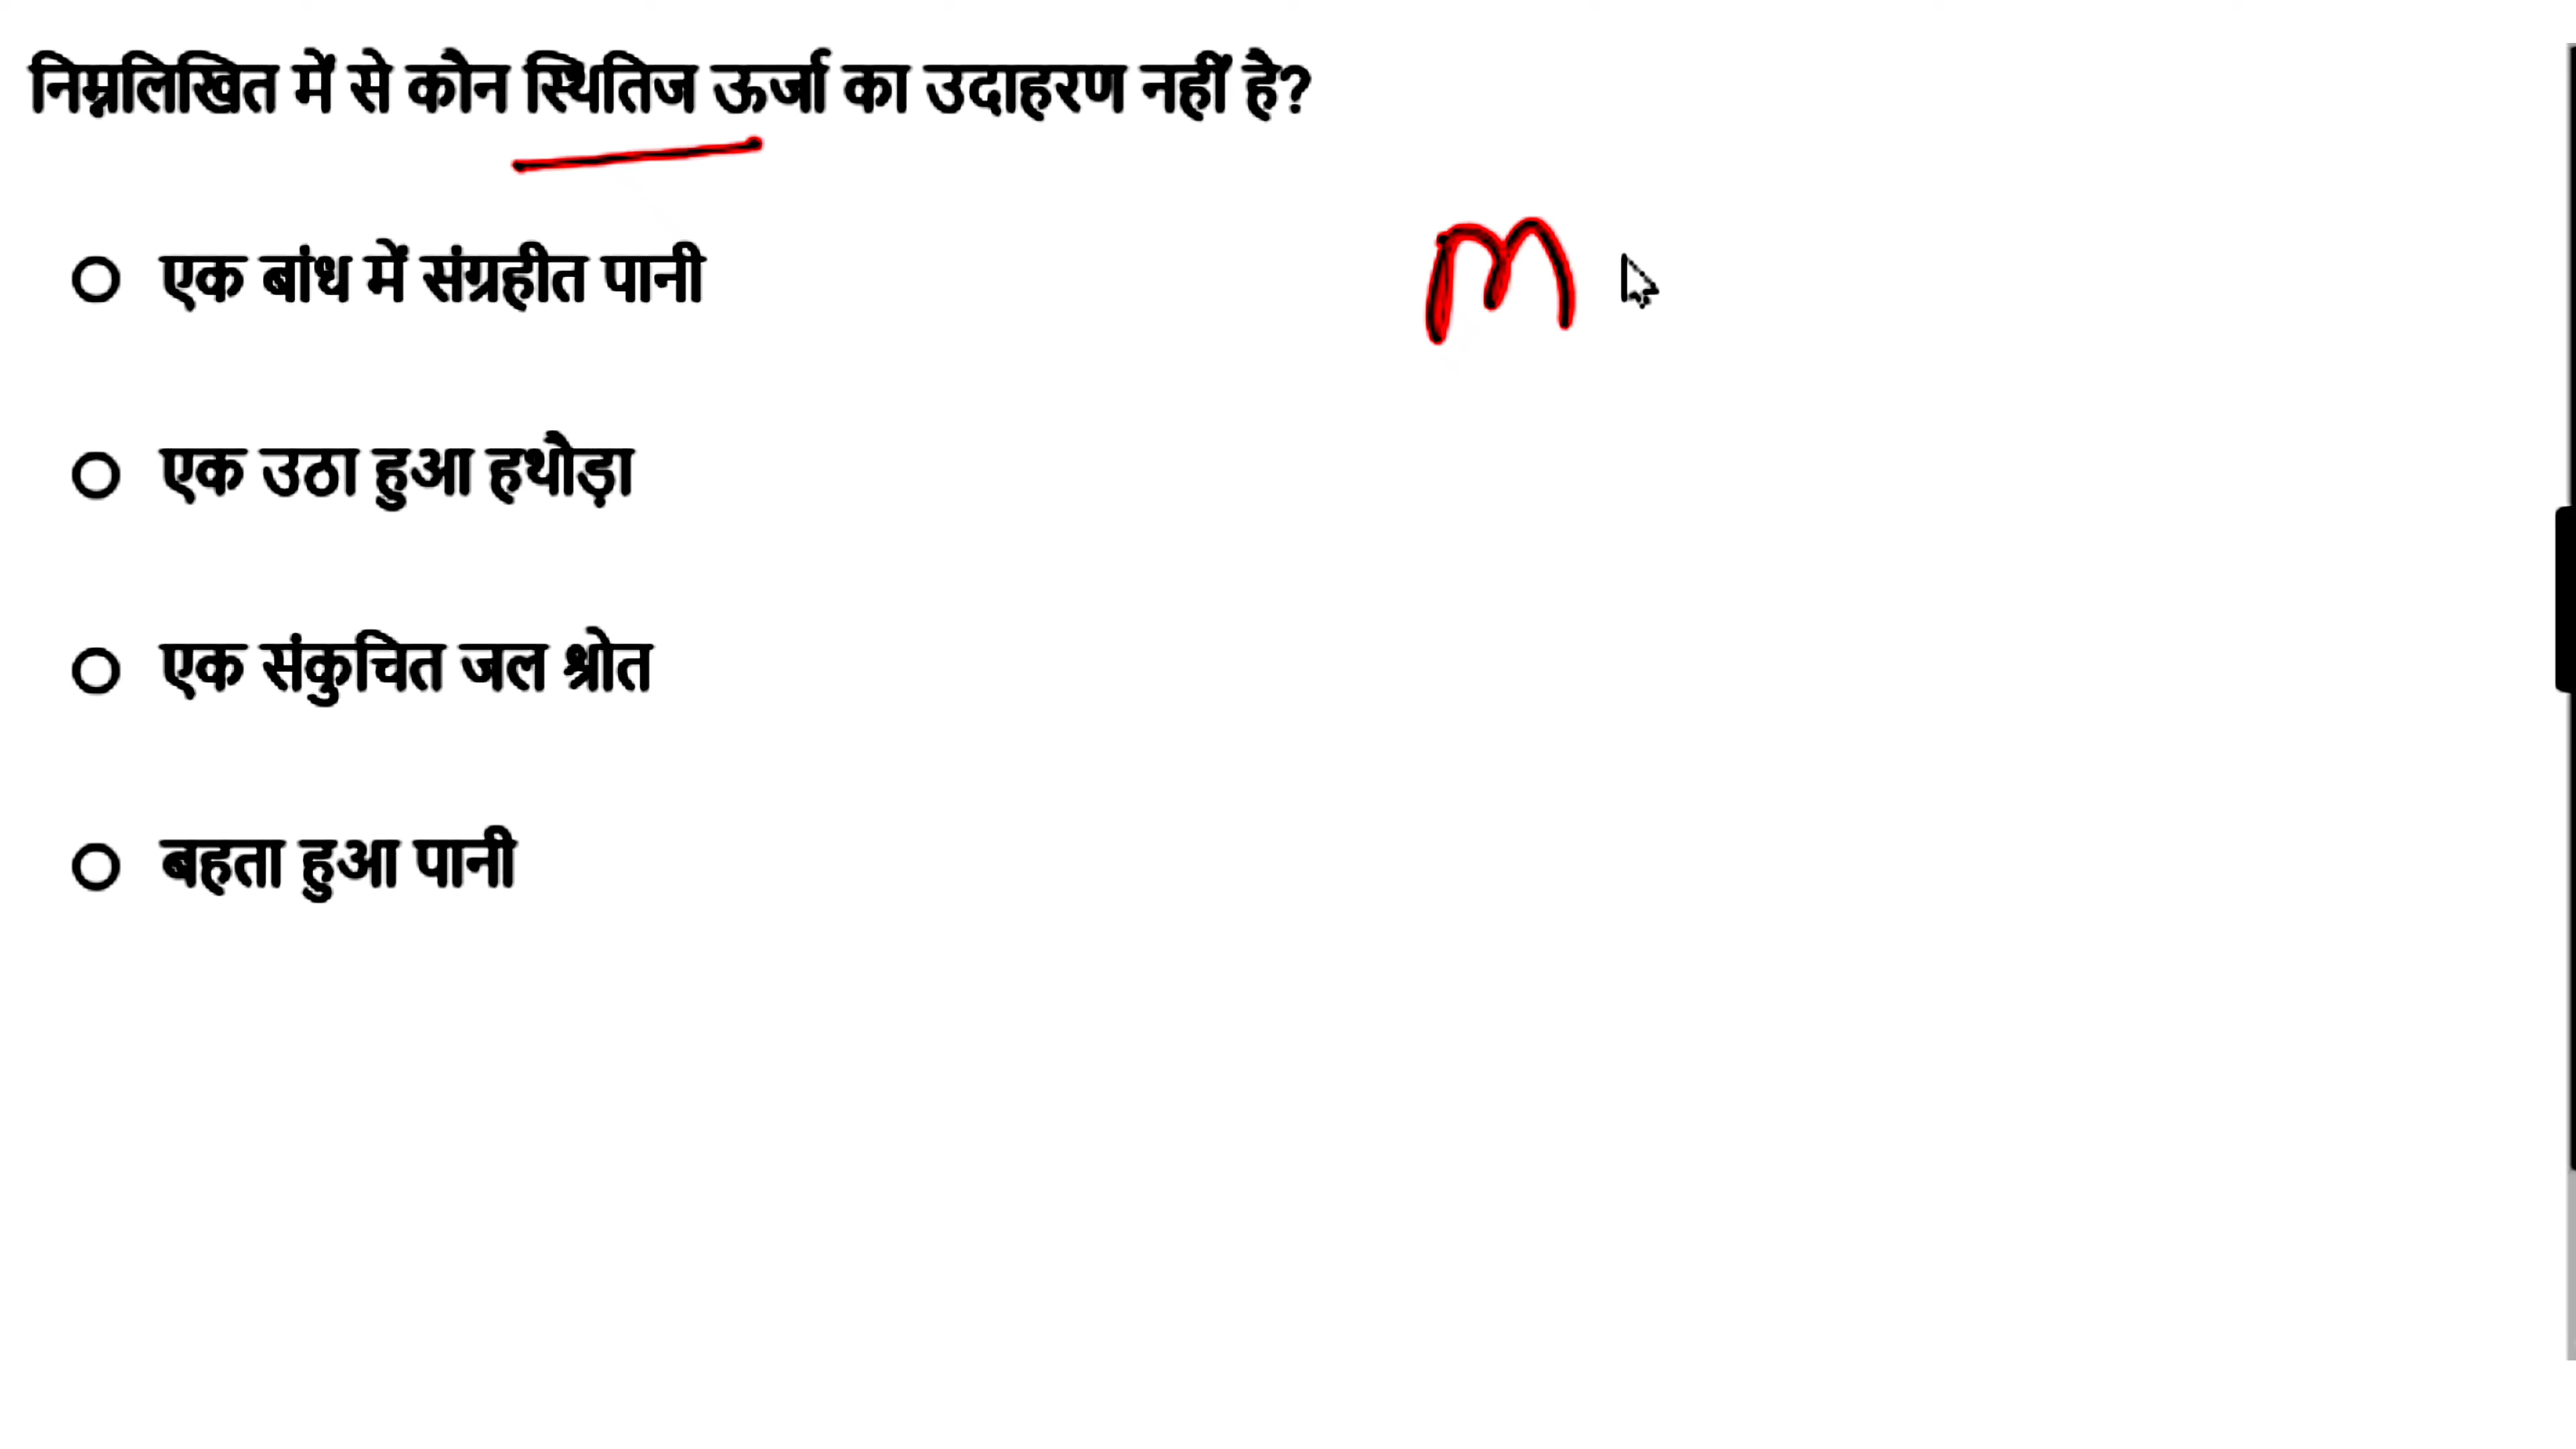 निम्नलिखित में से कौन स्थितिज ऊर्जा का उदाहरण नहीं है?
m
एक बांध में संग्रहीत पानी
एक उठा हुआ हथौड़ा
एक संकुचित जल श्रोत
बहता हुआ पानी